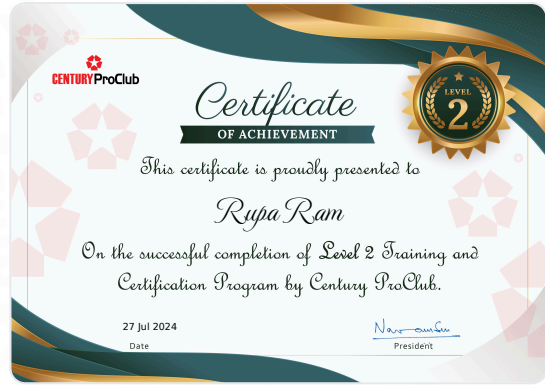 CENTURY ProClub
Certificate
OF ACHIEVEMENT
LEVEL
2
This certificate is proudly presented to
Rupa Ram
On the successful completion of Level 2 Training and
Certification Program by Century ProClub.
27 Jul 2024
Date
President